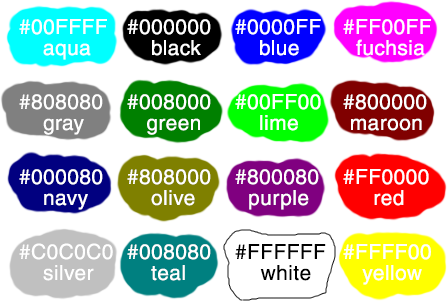 #00FFFF #000000 #0000FF #FF00FF
aqua black blue fuchsia
#808080 #008000 #00FF00 #800000
gray green lime maroon
#000080 #808000 #800080 #FF0000
navy olive purple red
#C0C0C0 #008080 #FFFFFF #FFFF00
silver teal white yellow